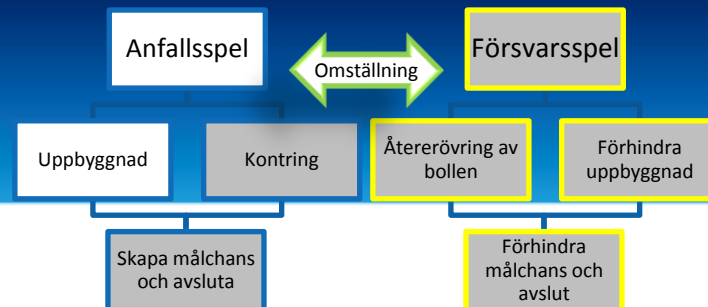 Anfallsspel
Omställning
Försvarsspel
Uppbyggnad
Kontring
Återerövring av
bollen
Förhindra
uppbyggnad
Skapa målchans
och avsluta
Förhindra
målchans och
avslut